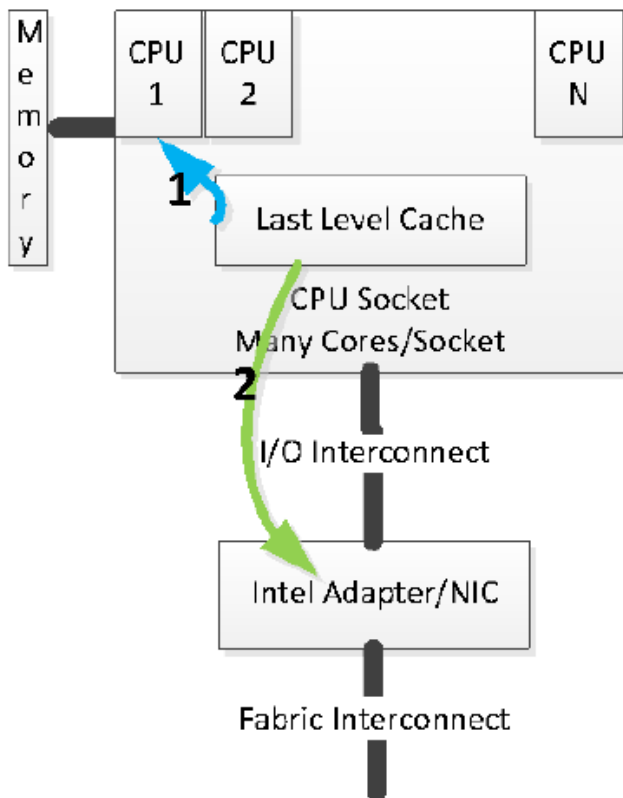 Memory
CPU
1
CPU
2
CPU
N
1
Last Level Cache
CPU Socket
Many Cores/Socket
2
I/O Interconnect
Intel Adapter/NIC
Fabric Interconnect